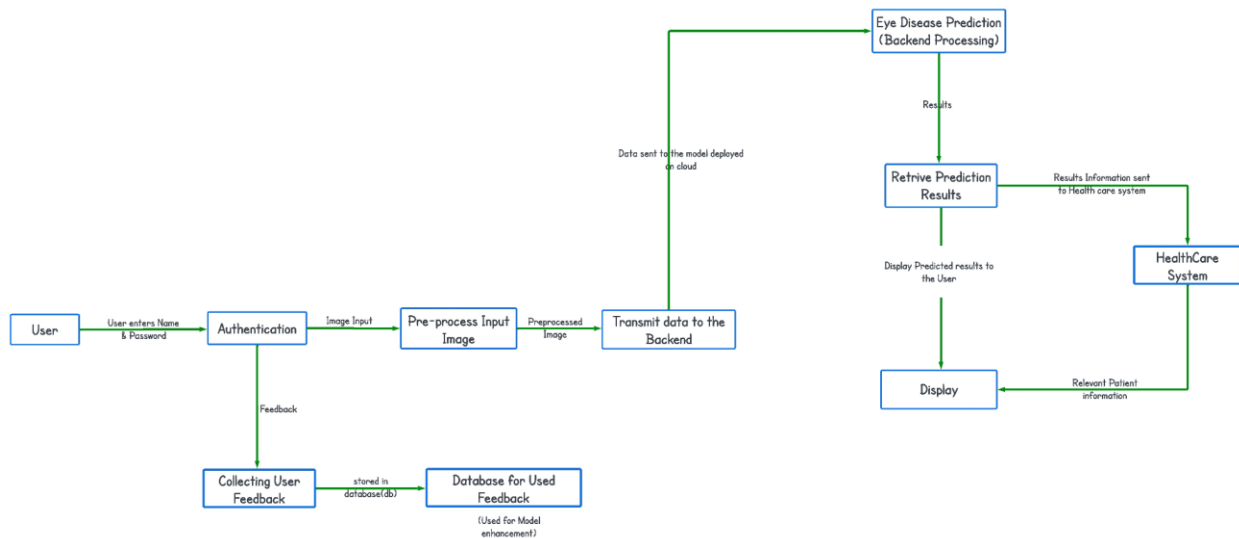 Eye Disease Prediction
(Backend Processing)
Results
Data sent to the model deployed
on cloud
Retrive Prediction
Results
Results Information sent
to Health care system
HealthCare
System
Display Predicted results to
the User
User
User enters Name
& Password
Authentication
Image Input
Pre-process Input
Image
Preprocessed
Image
Transmit data to the
Backend
Display
Relevant Patient
information
Feedback
Collecting User
Feedback
stored in
database(db)
Database for Used
Feedback
(Used for Model
enhancement)